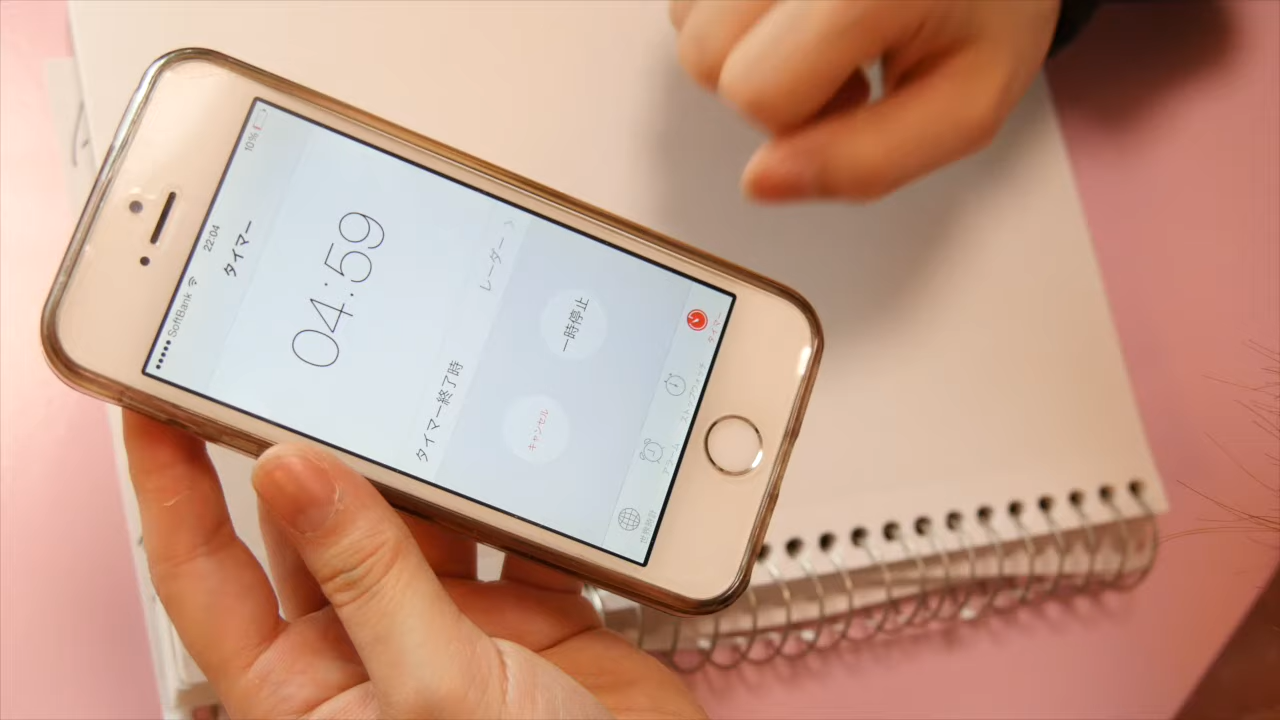 SoftBank 22:04 10%
タイマー
04:59
タイマー終了時 レーダー
キャンセル 一時停止
世界時計 アラーム ストップウォッチ タイマー